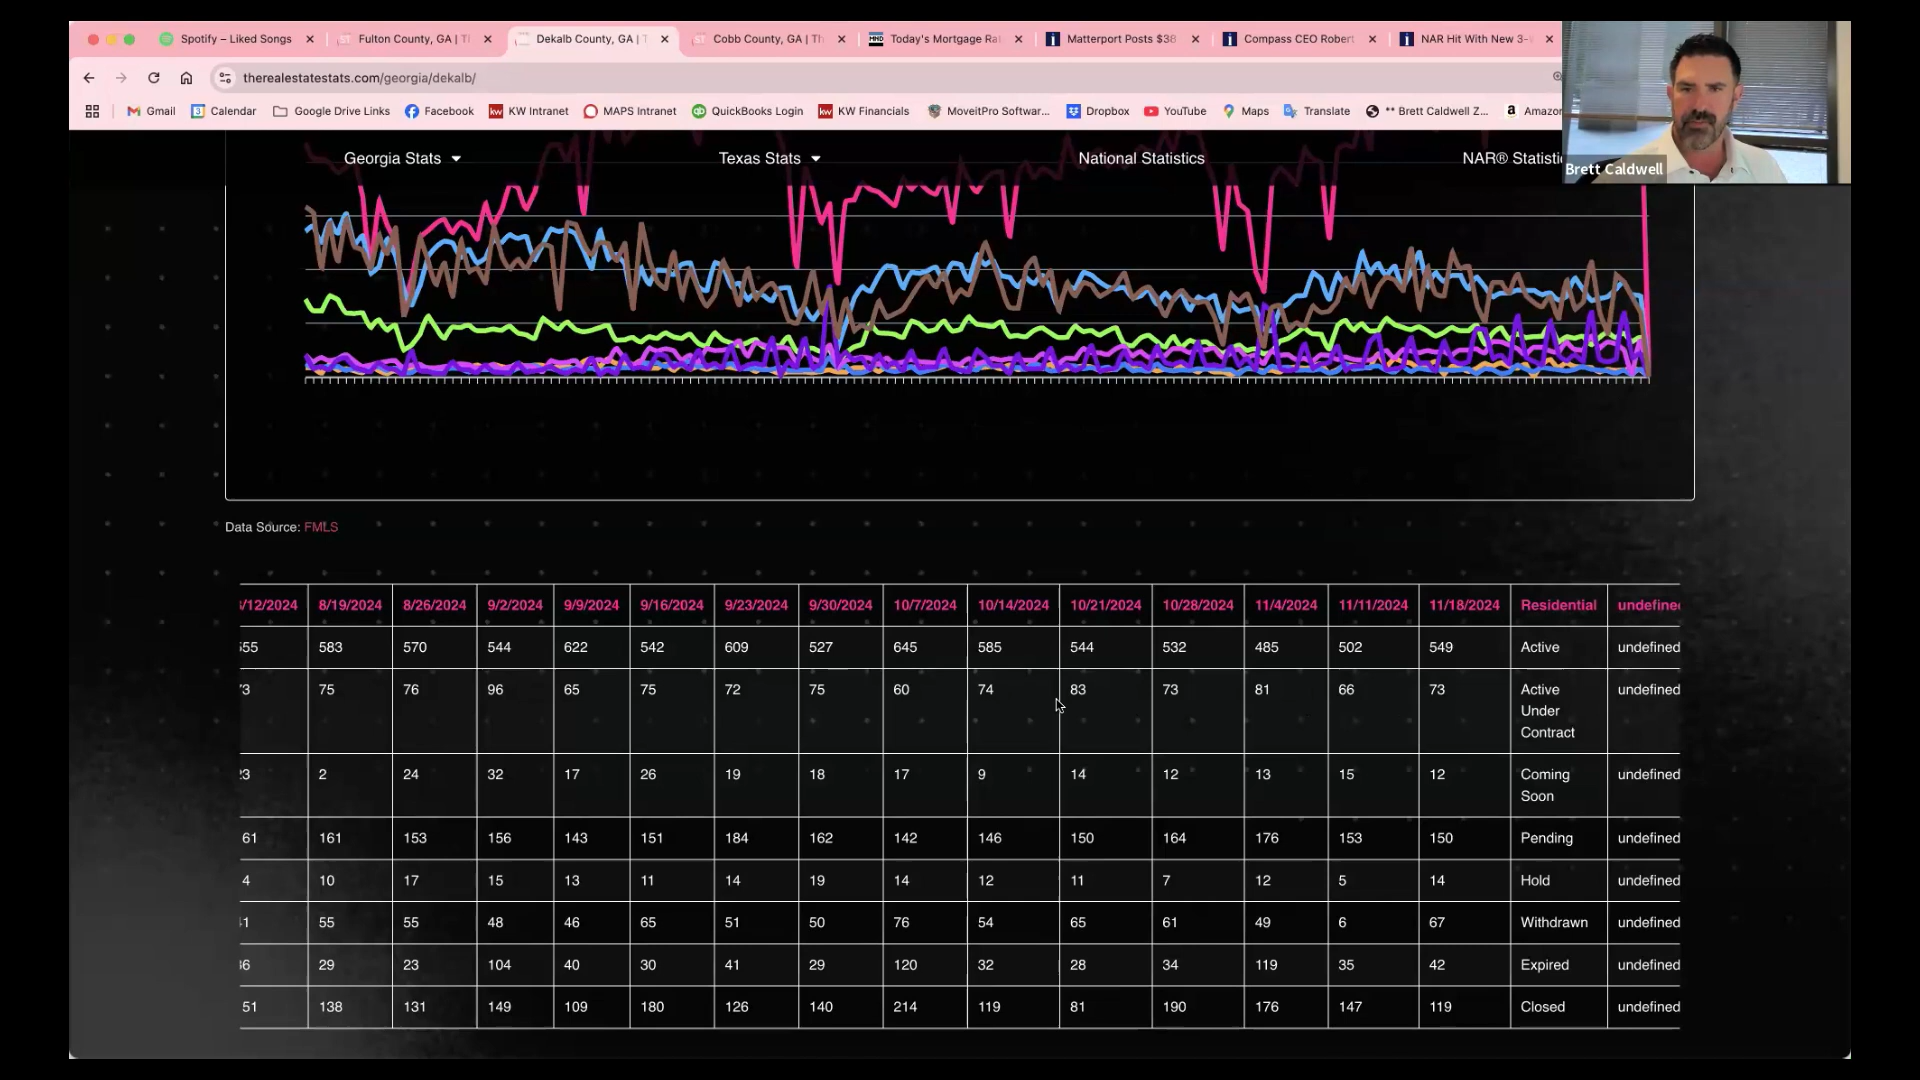 Spotify – Liked Songs
Fulton County, GA | T
Dekalb County, GA | T
Cobb County, GA | Th
Today's Mortgage Ra
Matterport Posts $38
Compass CEO Robert
NAR Hit With New 3-
therealestatestats.com/georgia/dekalb/
Gmail
Calendar
Google Drive Links
Facebook
KW Intranet
MAPS Intranet
QuickBooks Login
KW Financials
MoveitPro Softwar...
Dropbox
YouTube
Maps
Translate
** Brett Caldwell Z...
Amazon
Georgia Stats
Texas Stats
National Statistics
NAR® Statisti
Brett Caldwell
Data Source: FMLS
/12/2024 8/19/2024 8/26/2024 9/2/2024 9/9/2024 9/16/2024 9/23/2024 9/30/2024 10/7/2024 10/14/2024 10/21/2024 10/28/2024 11/4/2024 11/11/2024 11/18/2024 Residential undefined
55 583 570 544 622 542 609 527 645 585 544 532 485 502 549 Active undefined
3 75 76 96 65 75 72 75 60 74 83 73 81 66 73 Active undefined
Under
Contract
23 2 24 32 17 26 19 18 17 9 14 12 13 15 12 Coming undefined
Soon
61 161 153 156 143 151 184 162 142 146 150 164 176 153 150 Pending undefined
4 10 17 15 13 11 14 19 14 12 11 7 12 5 14 Hold undefined
1 55 55 48 46 65 51 50 76 54 65 61 49 6 67 Withdrawn undefined
6 29 23 104 40 30 41 29 120 32 28 34 119 35 42 Expired undefined
51 138 131 149 109 180 126 140 214 119 81 190 176 147 119 Closed undefined